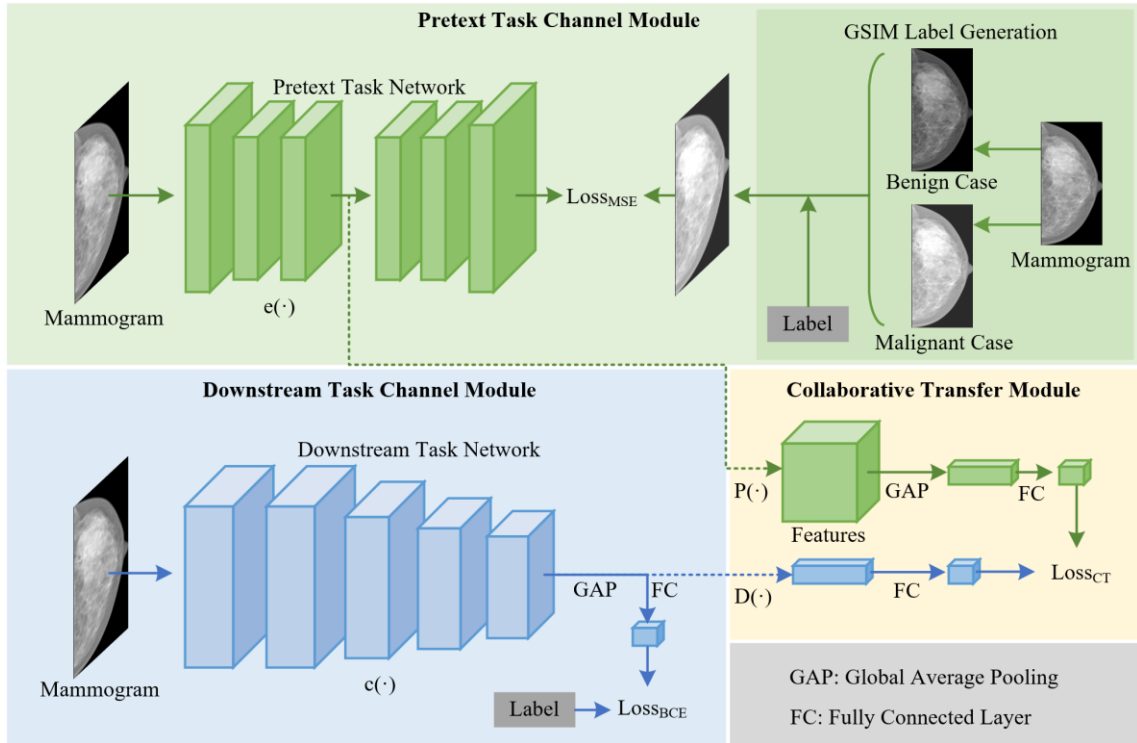 Pretext Task Channel Module
GSIM Label Generation
Pretext Task Network
Benign Case
Loss_MSE
Mammogram
Label
e(·)
Mammogram
Malignant Case
Downstream Task Channel Module
Collaborative Transfer Module
Downstream Task Network
P(·)
GAP
FC
Features
Loss_CT
GAP
FC
D(·)
FC
Mammogram
c(·)
Label
Loss_BCE
GAP: Global Average Pooling
FC: Fully Connected Layer